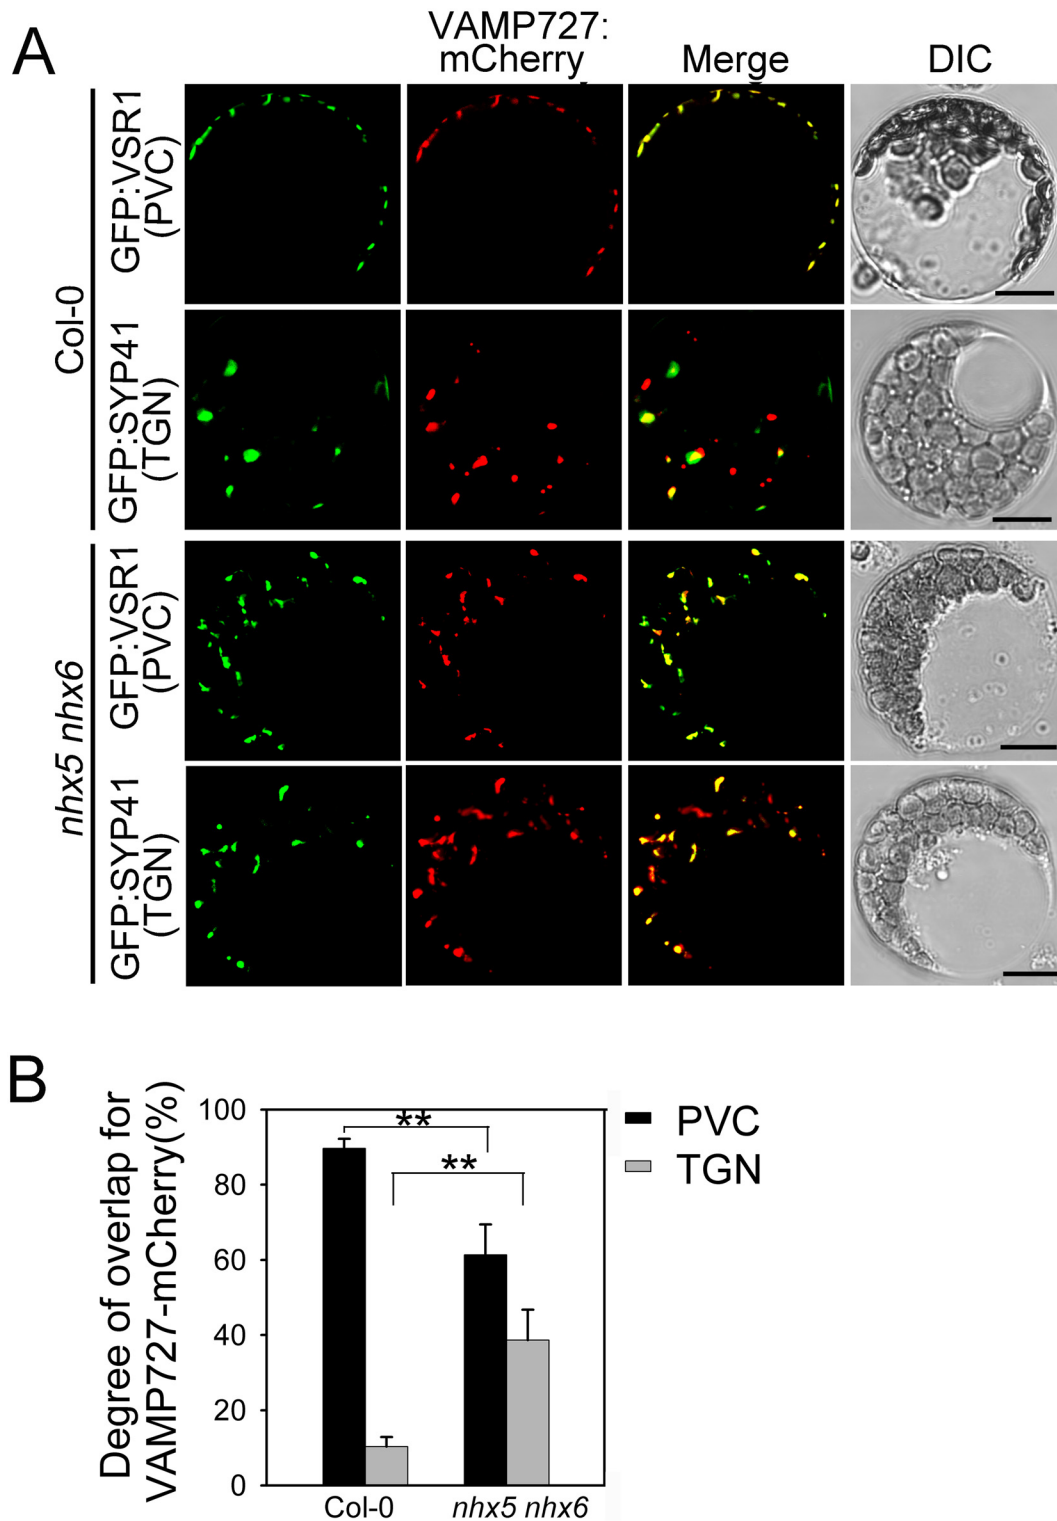 A
VAMP727:
mCherry
Merge
DIC
Col-0
GFP:VSR1
(PVC)
GFP:SYP41
(TGN)
nhx5 nhx6
GFP:VSR1
(PVC)
GFP:SYP41
(TGN)
B
Degree of overlap for
VAMP727-mCherry(%)
100
80
60
40
20
0
**
**
PVC
TGN
Col-0
nhx5 nhx6